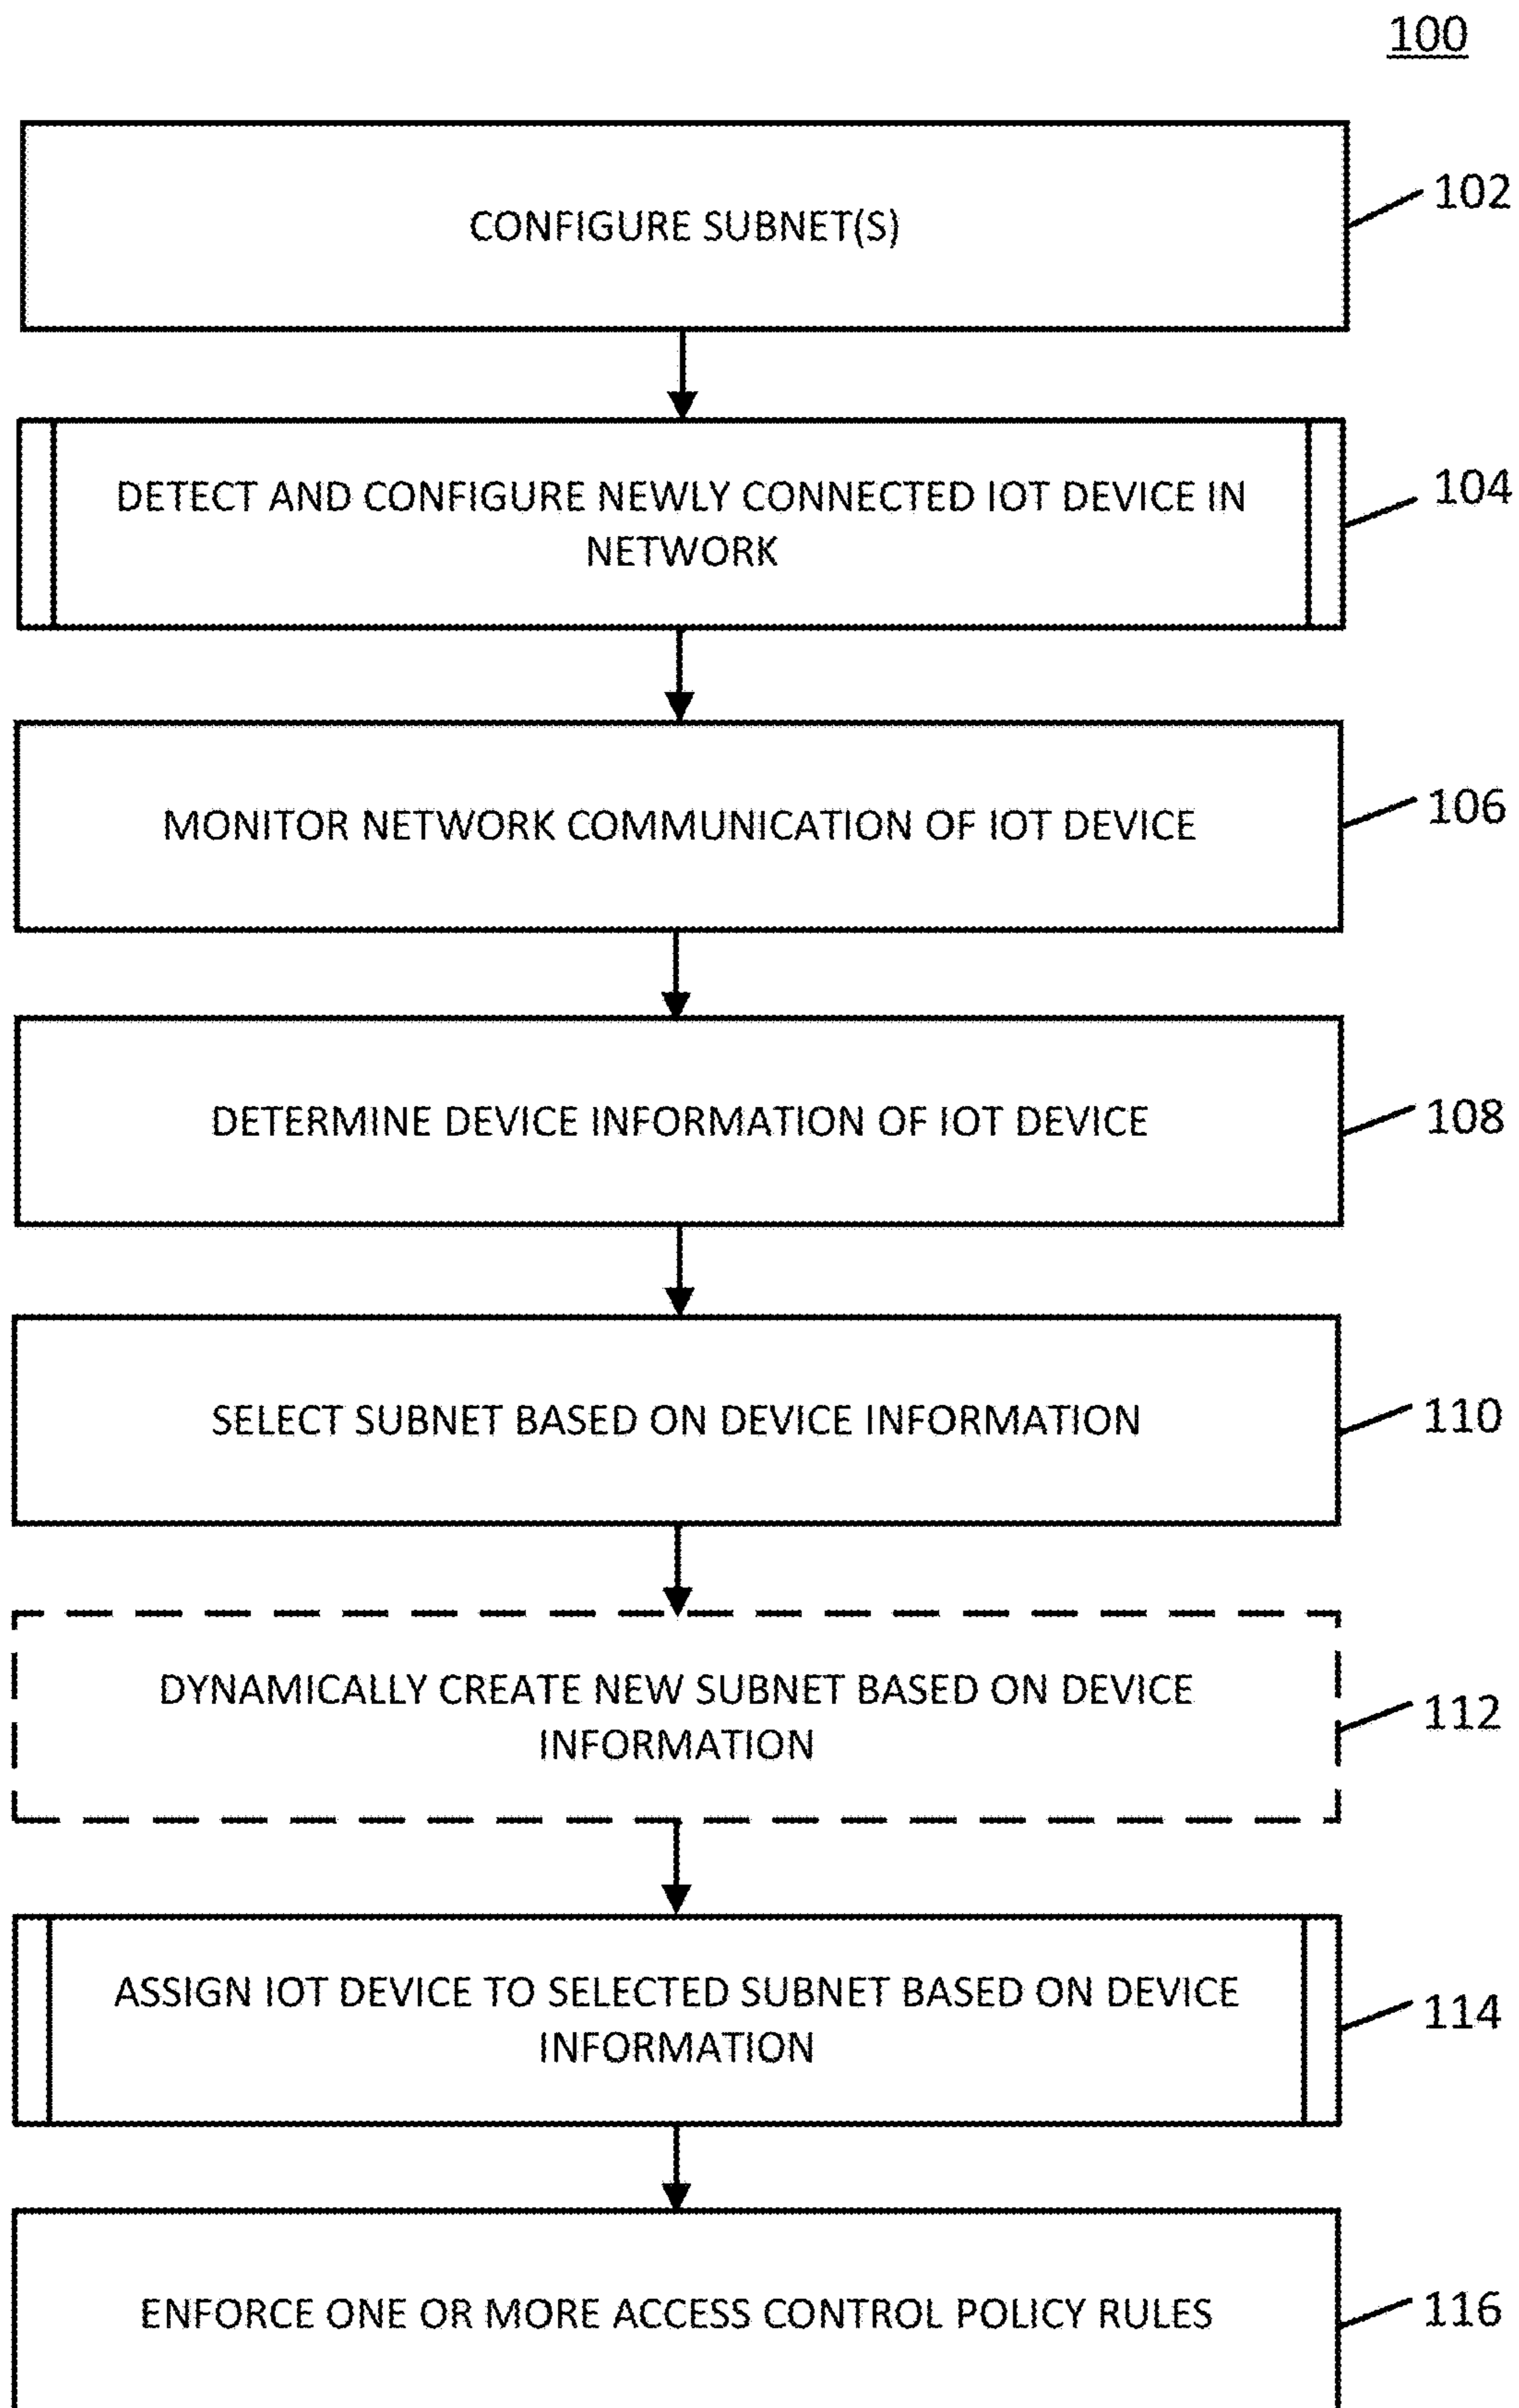 100
CONFIGURE SUBNET(S)
102
DETECT AND CONFIGURE NEWLY CONNECTED IOT DEVICE IN
NETWORK
104
MONITOR NETWORK COMMUNICATION OF IOT DEVICE
106
DETERMINE DEVICE INFORMATION OF IOT DEVICE
108
SELECT SUBNET BASED ON DEVICE INFORMATION
110
DYNAMICALLY CREATE NEW SUBNET BASED ON DEVICE
INFORMATION
112
ASSIGN IOT DEVICE TO SELECTED SUBNET BASED ON DEVICE
INFORMATION
114
ENFORCE ONE OR MORE ACCESS CONTROL POLICY RULES
116